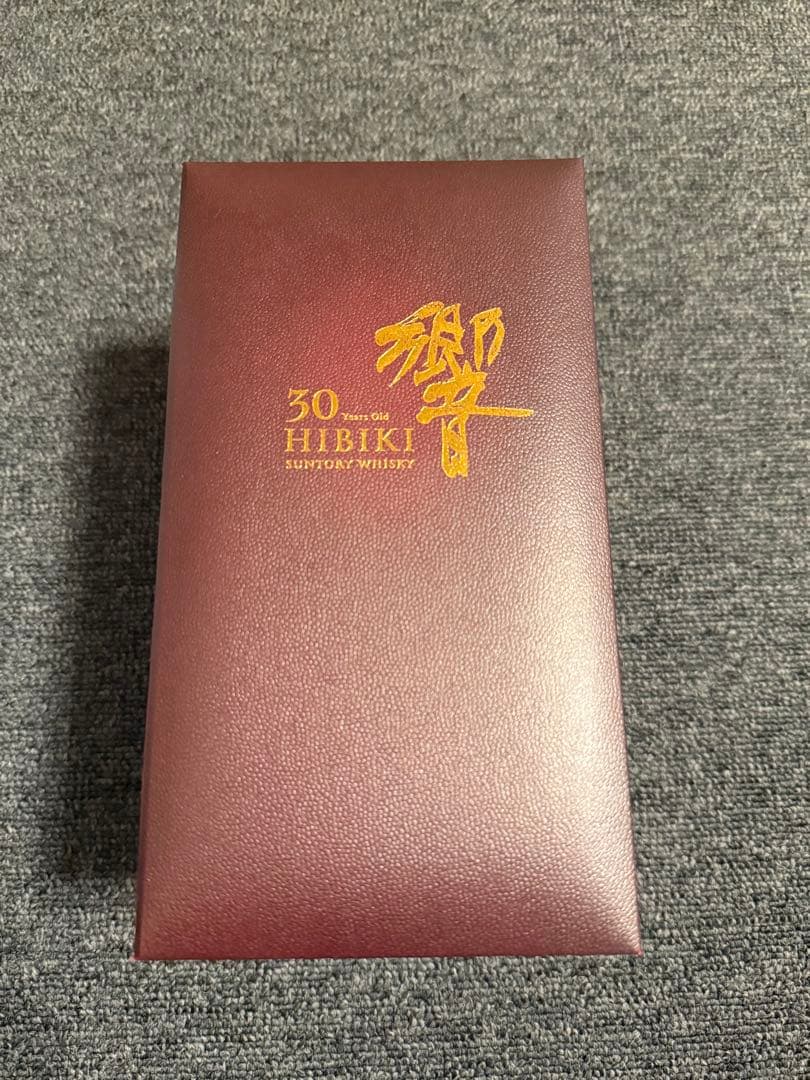 響
30 Years Old
HIBIKI
SUNTORY WHISKY